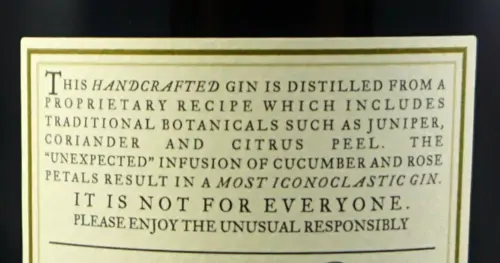 THIS HANDCRAFTED GIN IS DISTILLED FROM A
PROPRIETARY RECIPE WHICH INCLUDES
TRADITIONAL BOTANICALS SUCH AS JUNIPER,
CORIANDER AND CITRUS PEEL. THE
"UNEXPECTED" INFUSION OF CUCUMBER AND ROSE
PETALS RESULT IN A MOST ICONOCLASTIC GIN.
IT IS NOT FOR EVERYONE.
PLEASE ENJOY THE UNUSUAL RESPONSIBLY